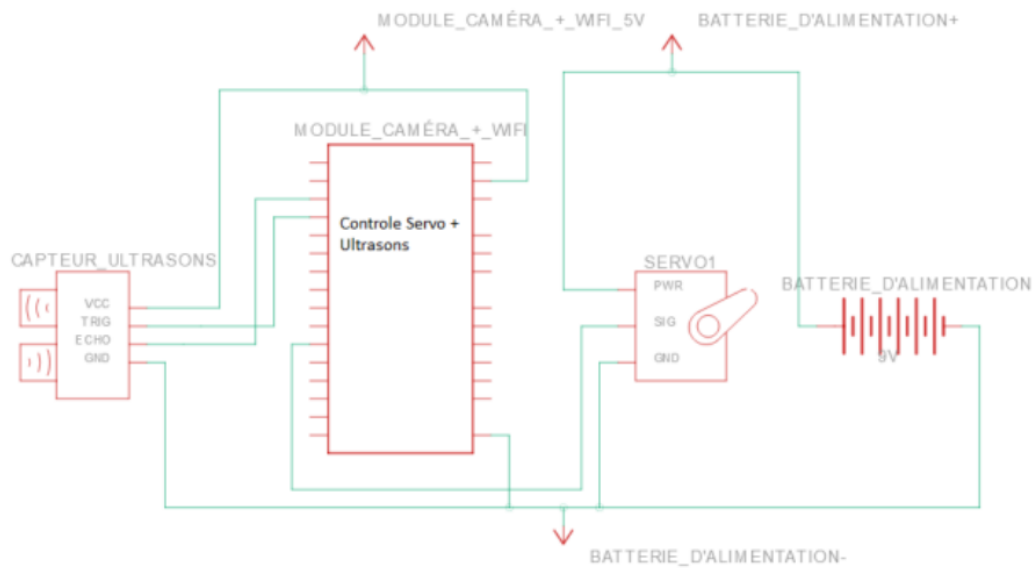 MODULE_CAMÉRA_+_WIFI_5V
BATTERIE_D'ALIMENTATION+
MODULE_CAMÉRA_+_WIFI
Controle Servo +
Ultrasons
CAPTEUR_ULTRASONS
VCC
TRIG
ECHO
GND
SERVO1
PWR
SIG
GND
BATTERIE_D'ALIMENTATION
9V
BATTERIE_D'ALIMENTATION-